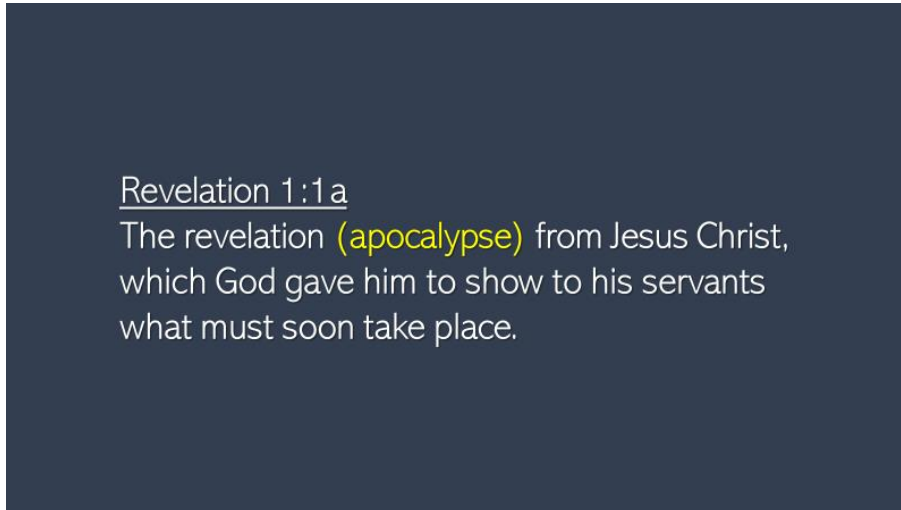 Revelation 1:1a
The revelation (apocalypse) from Jesus Christ,
which God gave him to show to his servants
what must soon take place.